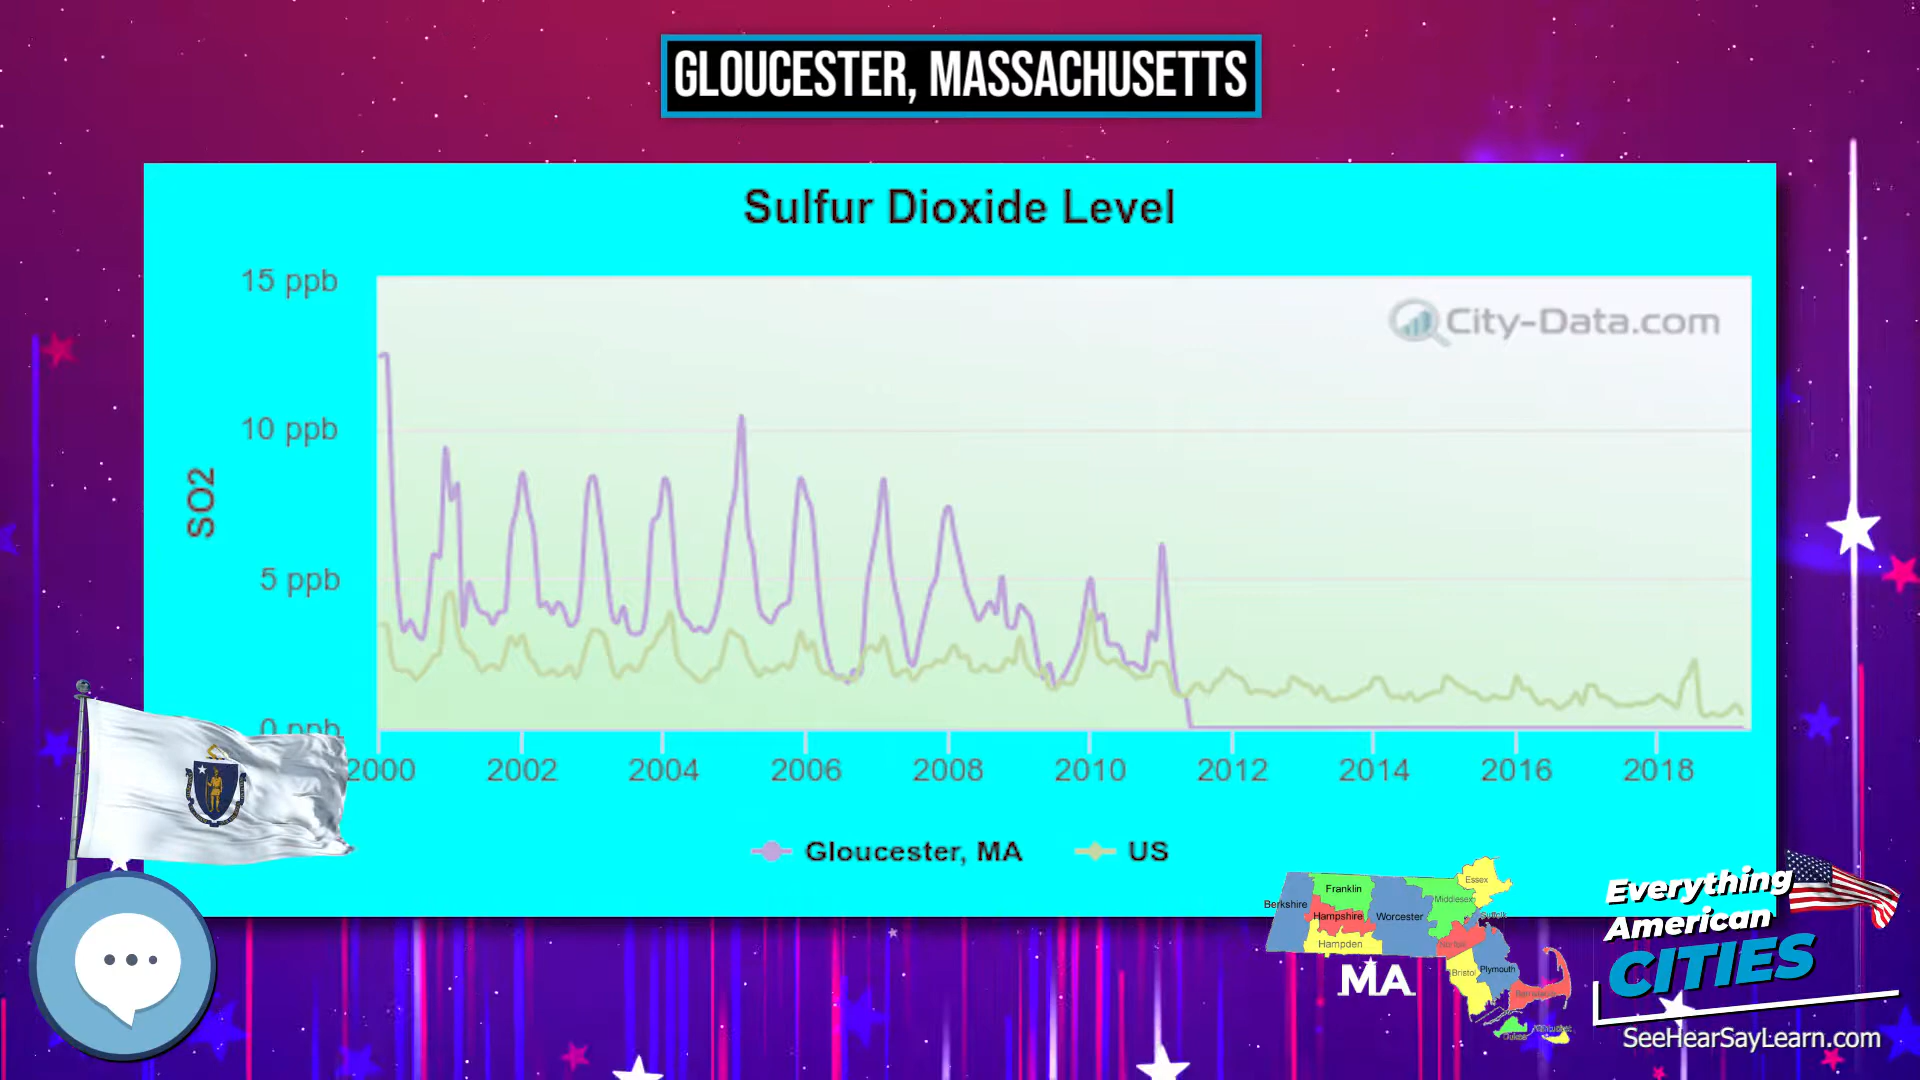 GLOUCESTER, MASSACHUSETTS
Sulfur Dioxide Level
15 ppb
City-Data.com
10 ppb
SO2
5 ppb
0 ppb
2000 2002 2004 2006 2008 2010 2012 2014 2016 2018
Gloucester, MA US
Essex
Franklin
Middlesex
Berkshire
Hampshire Worcester Suffolk
Hampden
Bristol Plymouth
MA
Everything
American
CITIES
SeeHearSayLearn.com